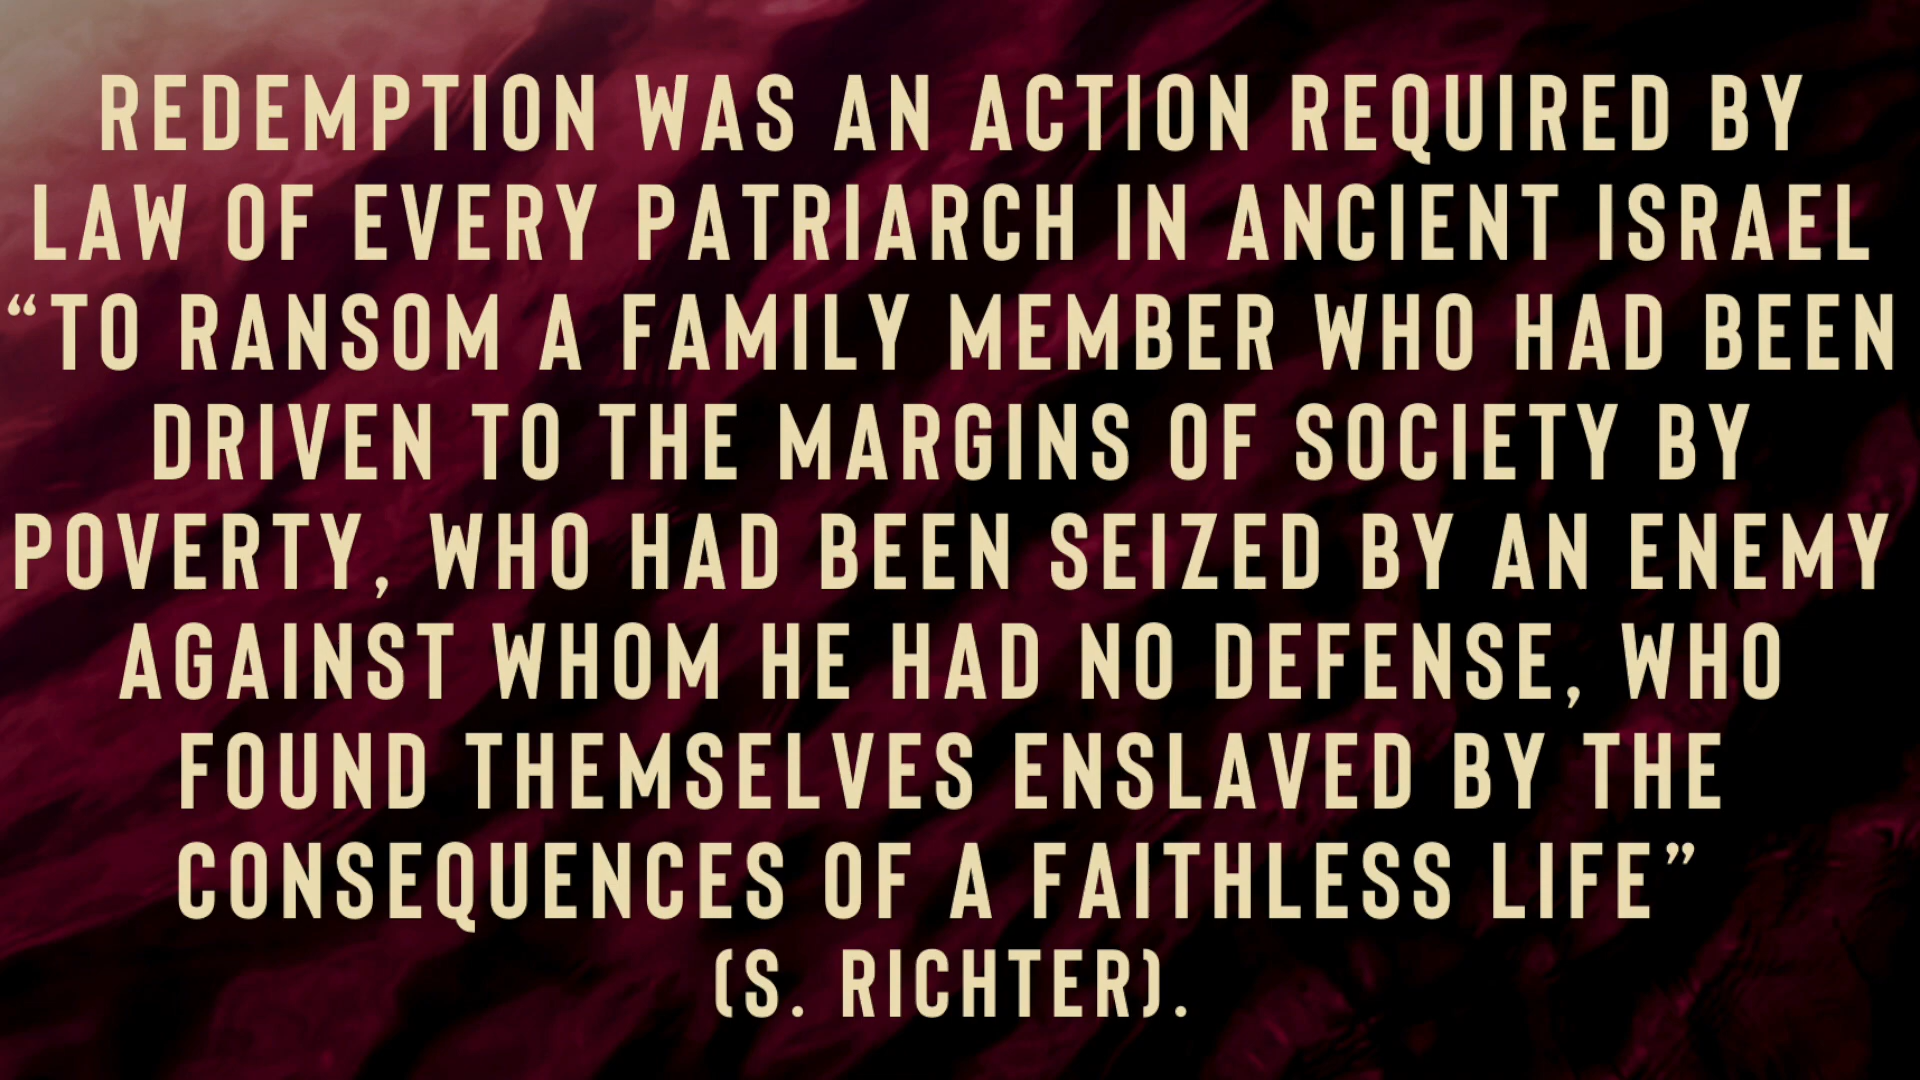 REDEMPTION WAS AN ACTION REQUIRED BY
LAW OF EVERY PATRIARCH IN ANCIENT ISRAEL
“TO RANSOM A FAMILY MEMBER WHO HAD BEEN
DRIVEN TO THE MARGINS OF SOCIETY BY
POVERTY, WHO HAD BEEN SEIZED BY AN ENEMY
AGAINST WHOM HE HAD NO DEFENSE, WHO
FOUND THEMSELVES ENSLAVED BY THE
CONSEQUENCES OF A FAITHLESS LIFE”
(S. RICHTER).